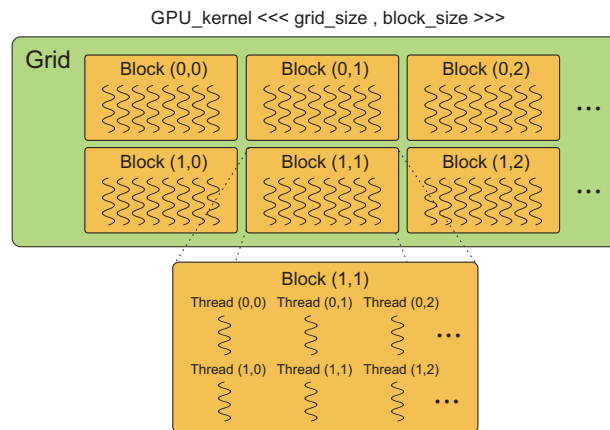 GPU_kernel <<< grid_size , block_size >>>
Grid
Block (0,0) Block (0,1) Block (0,2)
...
Block (1,0) Block (1,1) Block (1,2)
...
Block (1,1)
Thread (0,0) Thread (0,1) Thread (0,2)
...
Thread (1,0) Thread (1,1) Thread (1,2)
...